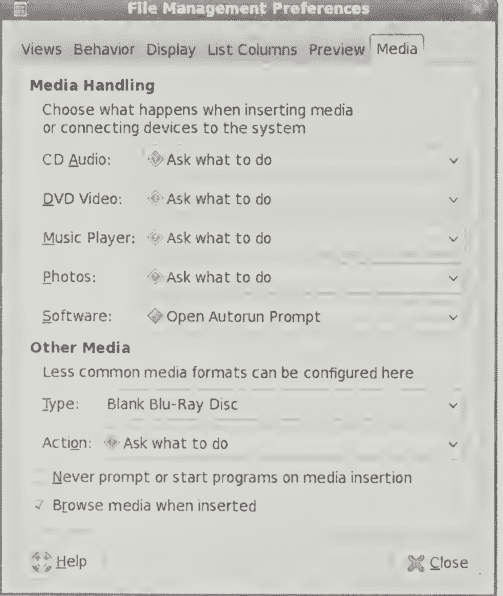 File Management Preferences
Views Behavior Display List Columns Preview Media
Media Handling
Choose what happens when inserting media
or connecting devices to the system
CD Audio: Ask what to do
DVD Video: Ask what to do
Music Player: Ask what to do
Photos: Ask what to do
Software: Open Autorun Prompt
Other Media
Less common media formats can be configured here
Type: Blank Blu-Ray Disc
Action: Ask what to do
Never prompt or start programs on media insertion
Browse media when inserted
Help Close